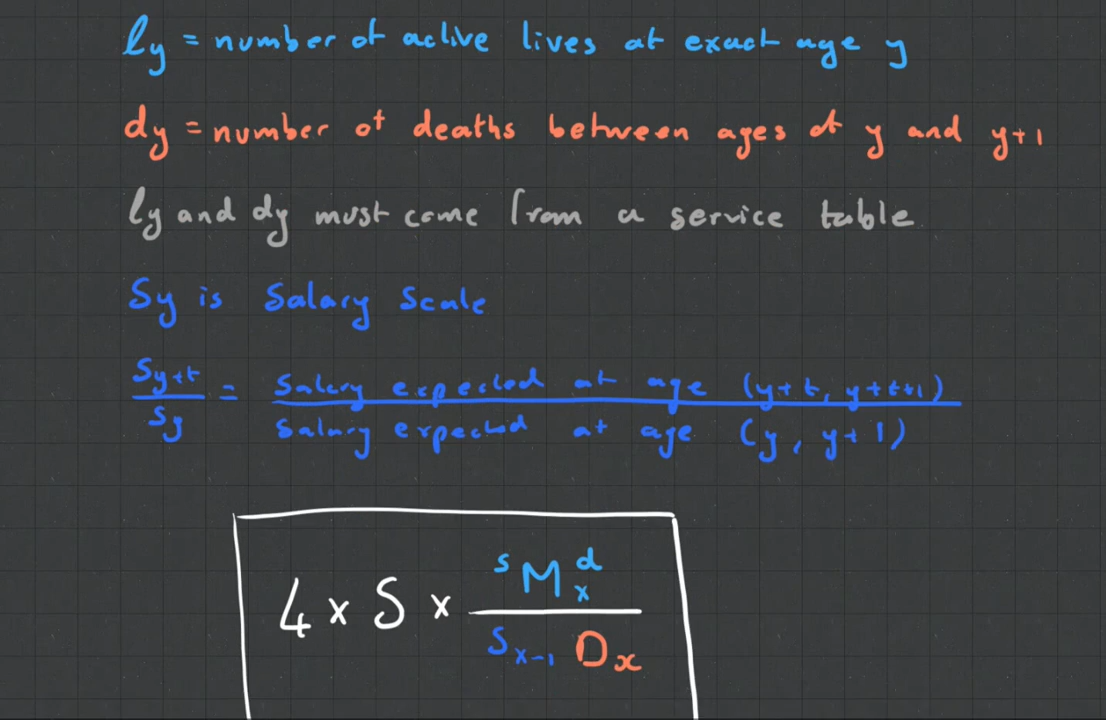 ly = number of active lives at exact age y
dy = number of deaths between ages of y and y+1
ly and dy must come from a service table.
Sy is Salary Scale
Sy+t / Sy = Salary expected at age (y+t, y+t+1) / Salary expected at age (y, y+1)
4 x S x ˢMₓᵈ / Sₓ₋₁ Dₓ